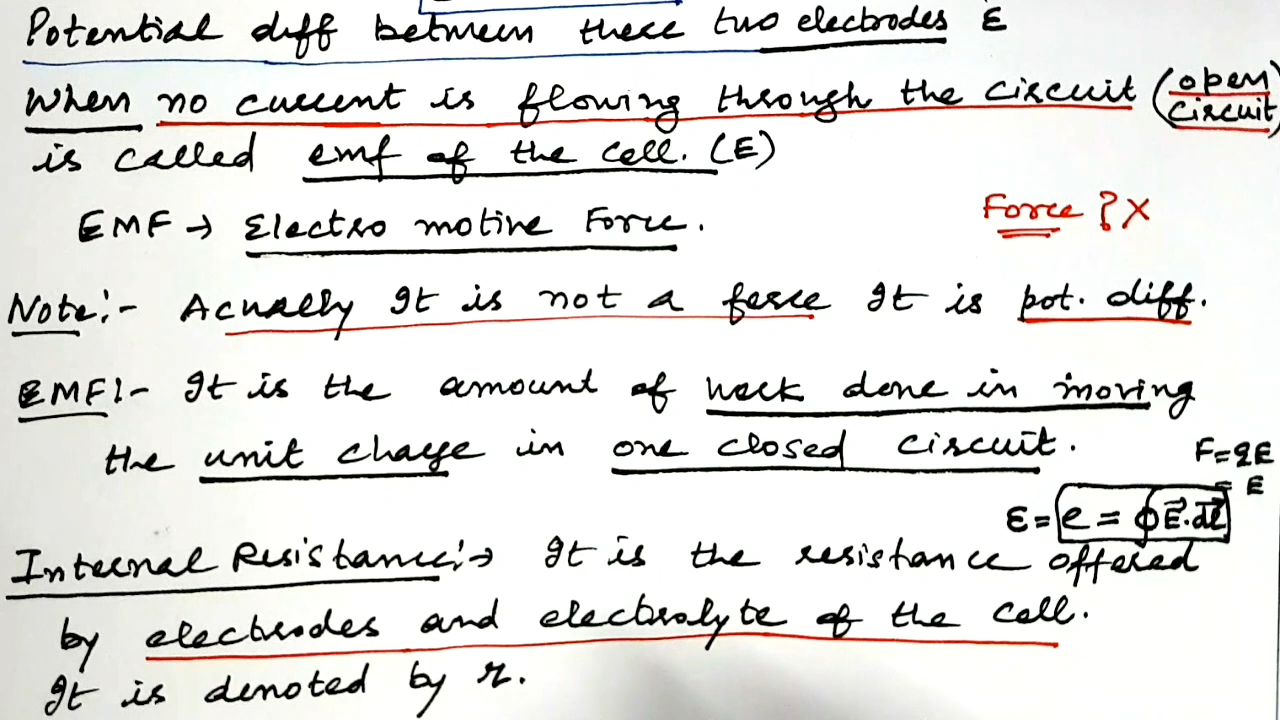 Potential diff between these two electrodes ε
When no current is flowing through the circuit (open circuit)
is called emf of the cell. (E)
EMF → Electro motive Force.
Force ? X
Note:- Acually It is not a force It is pot. diff.
EMF:- It is the amount of work done in moving
the unit charge in one closed circuit.
F=qE
= E
ε = e = ∮E⃗.dl⃗
Internal Resistance:→ It is the resistance offered
by electrodes and electrolyte of the cell.
It is denoted by r.